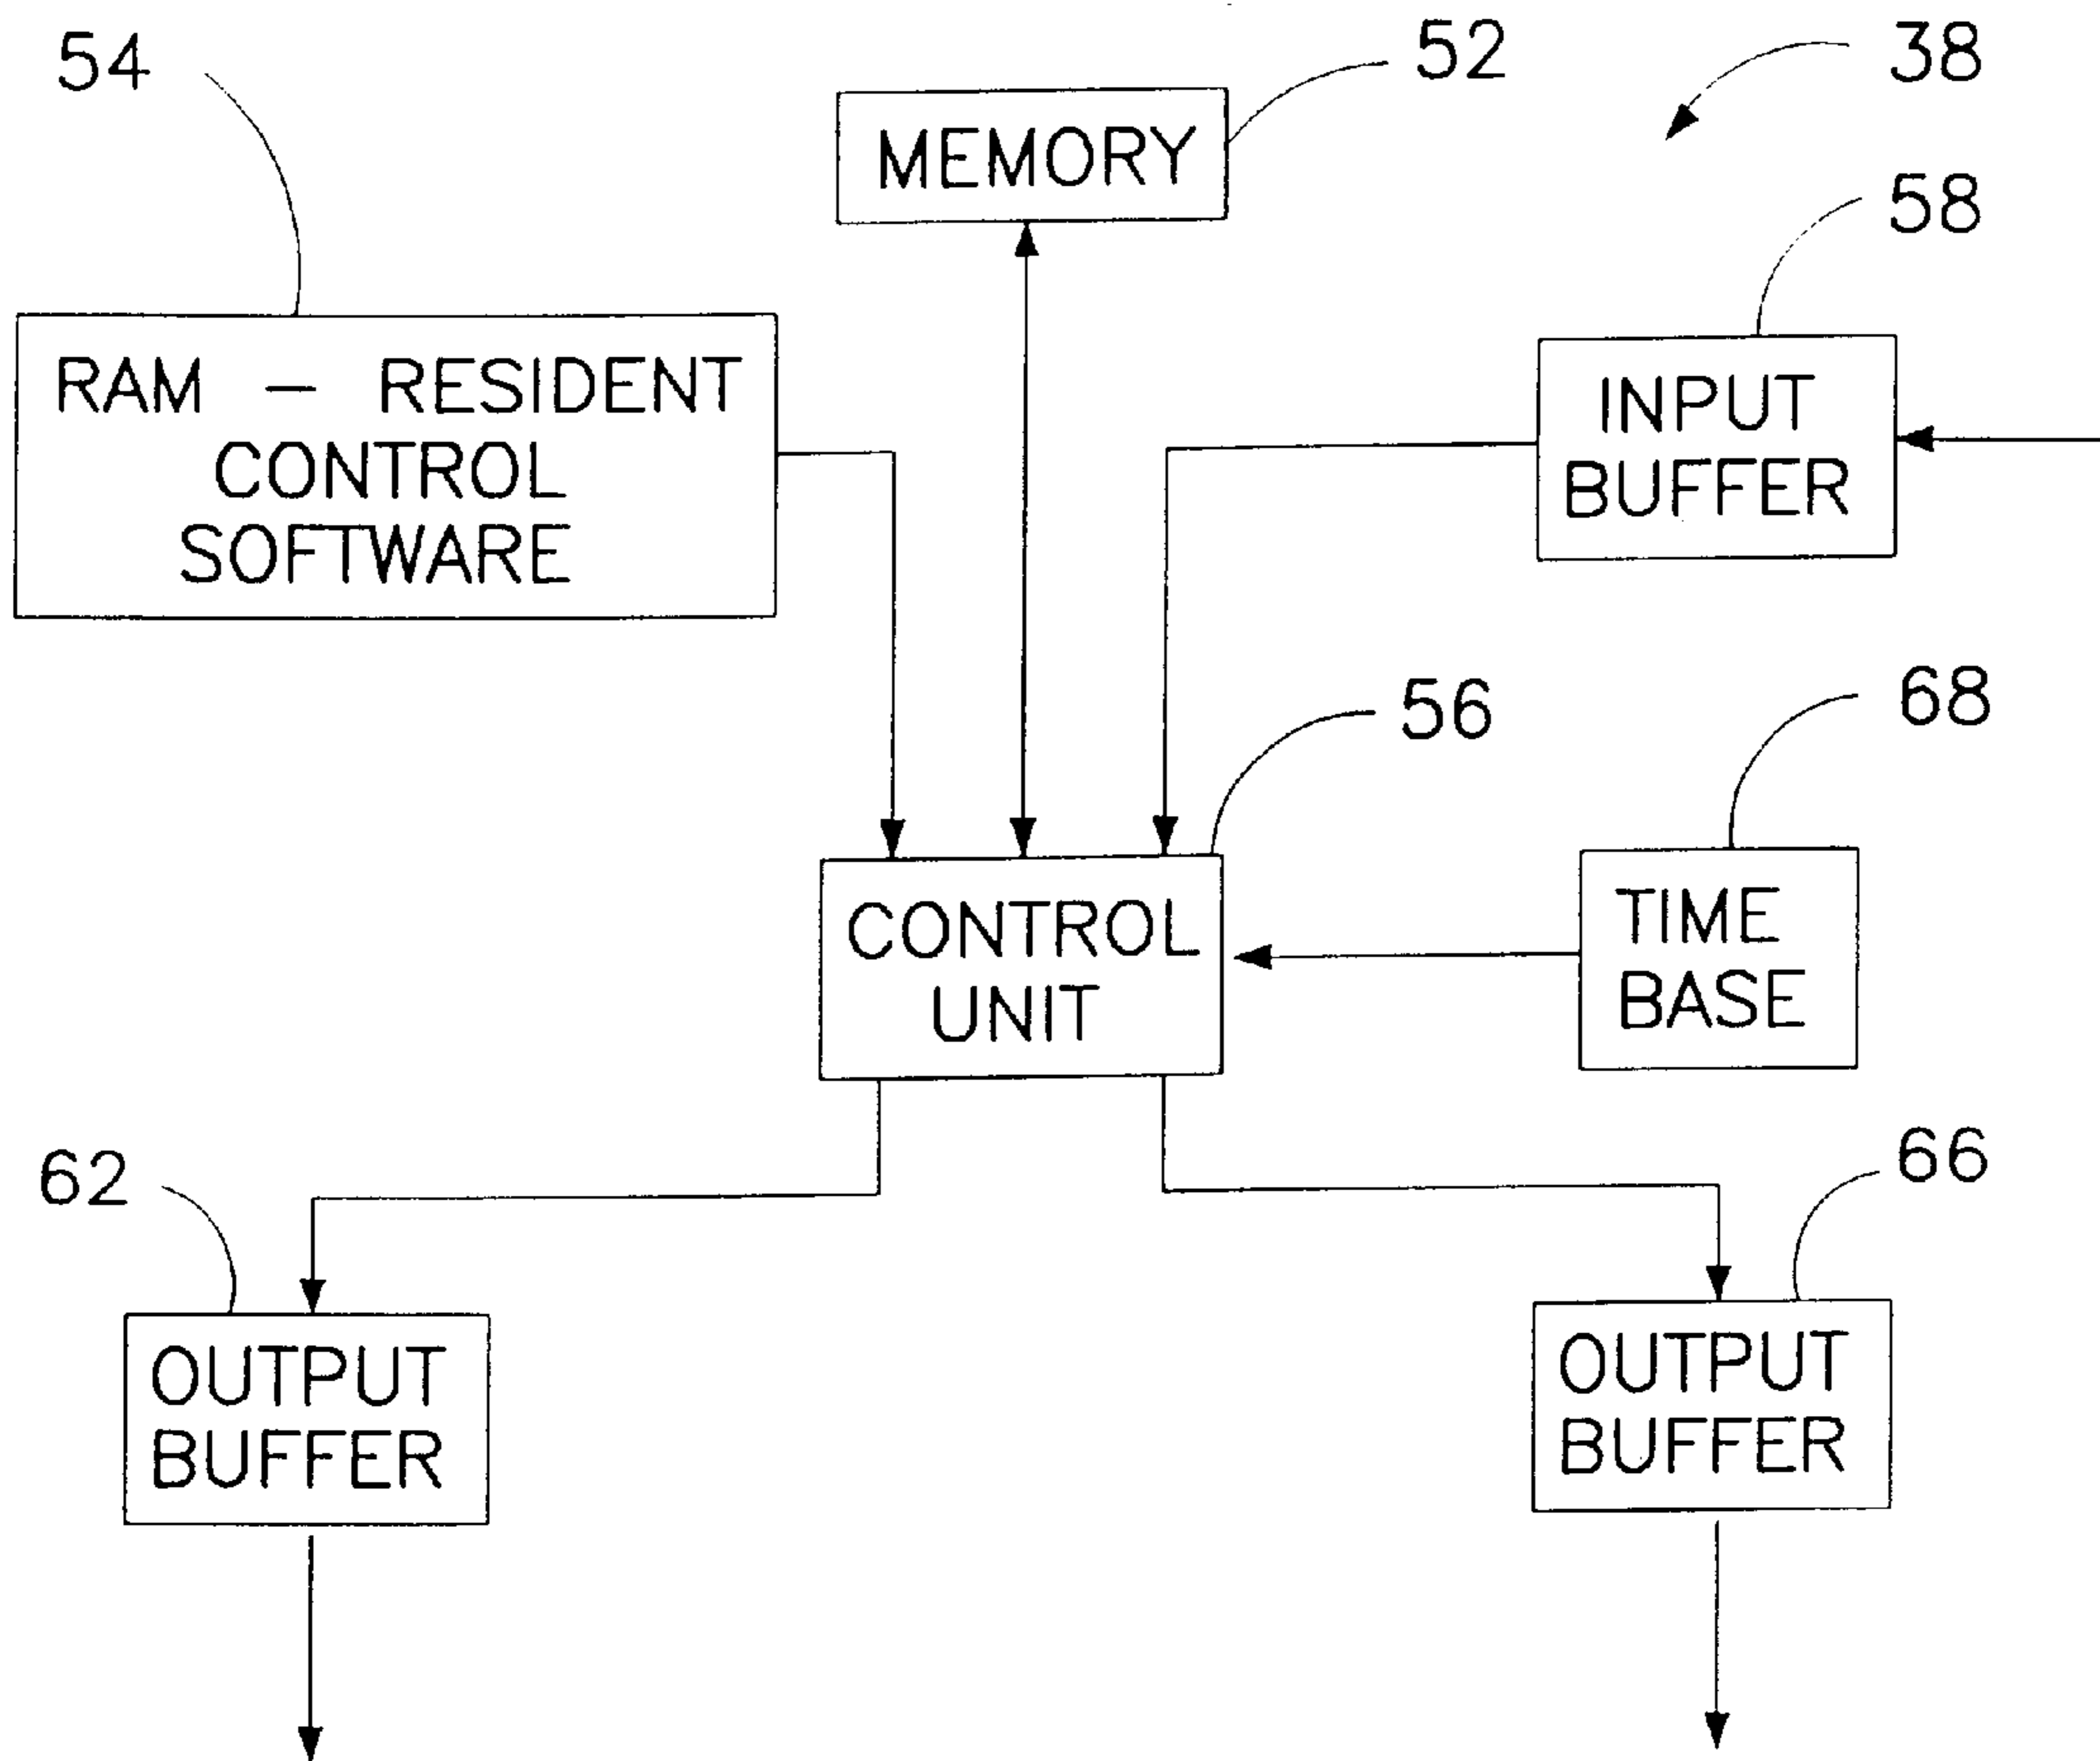 54
52
38
MEMORY
58
RAM - RESIDENT
CONTROL
SOFTWARE
INPUT
BUFFER
56
68
CONTROL
UNIT
TIME
BASE
62
66
OUTPUT
BUFFER
OUTPUT
BUFFER